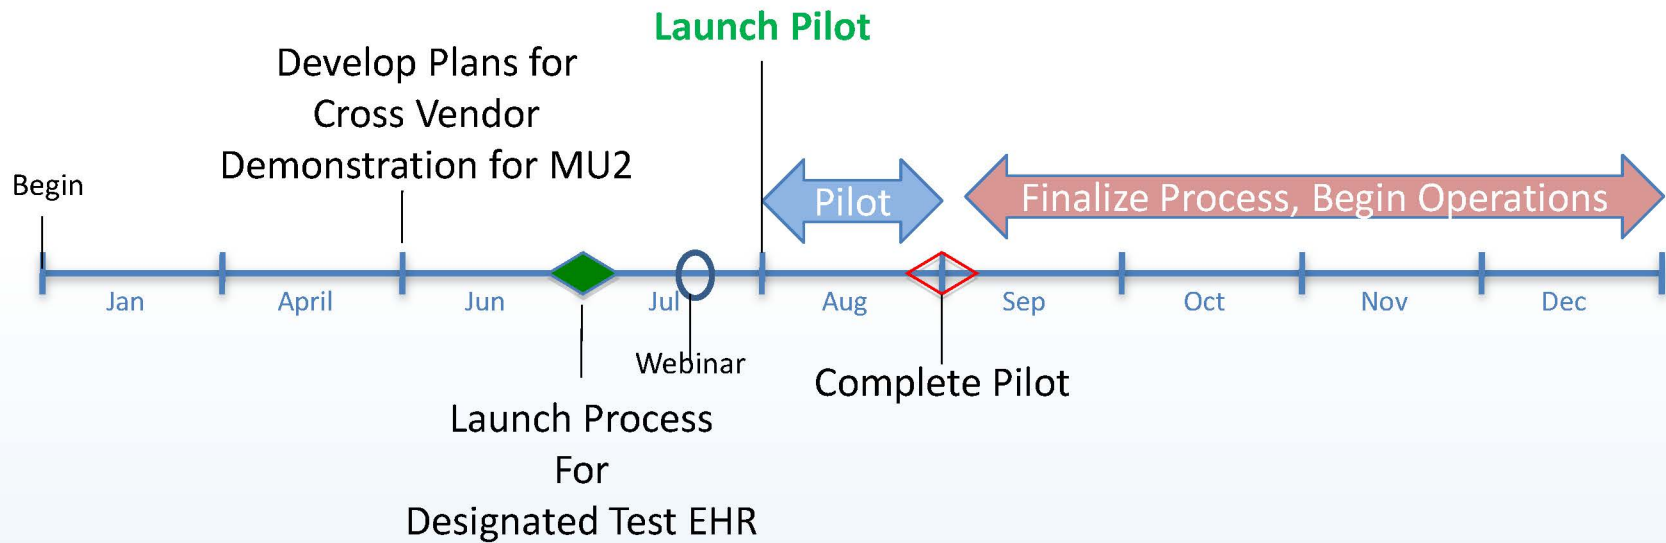 Launch Pilot
Develop Plans for
Cross Vendor
Demonstration for MU2
Begin
Pilot
Finalize Process, Begin Operations
Jan
April
Jun
Jul
Aug
Sep
Oct
Nov
Dec
Webinar
Complete Pilot
Launch Process
For
Designated Test EHR